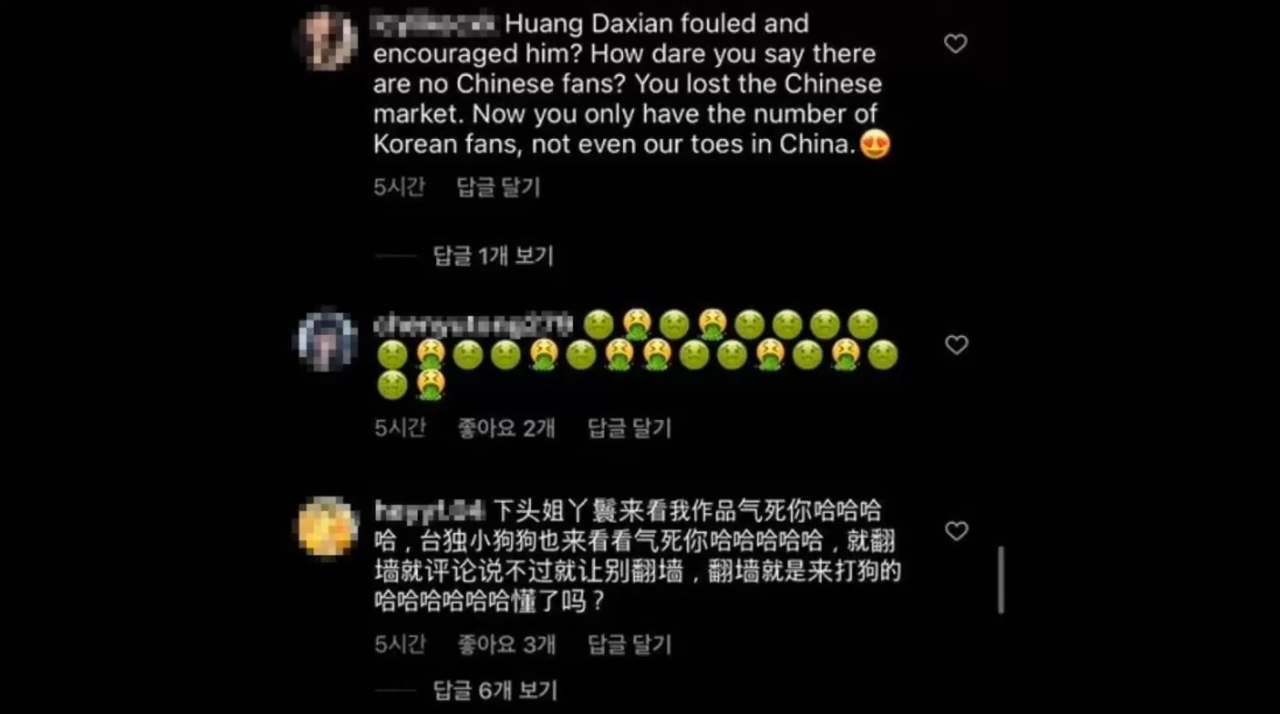 Huang Daxian fouled and
encouraged him? How dare you say there
are no Chinese fans? You lost the Chinese
market. Now you only have the number of
Korean fans, not even our toes in China.😍
5시간 답글 달기
답글 1개 보기
🤢🤮🤢🤮🤢🤢🤢🤢
🤢🤮🤢🤢🤮🤢🤮🤮🤢🤢🤮🤢🤮🤢
🤢🤮
5시간 좋아요 2개 답글 달기
下头姐丫鬟来看我作品气死你哈哈哈
哈，台独小狗狗也来看看气死你哈哈哈哈哈，就翻
墙就评论说不过就让别翻墙，翻墙就是来打狗的
哈哈哈哈哈哈懂了吗？
5시간 좋아요 3개 답글 달기
답글 6개 보기